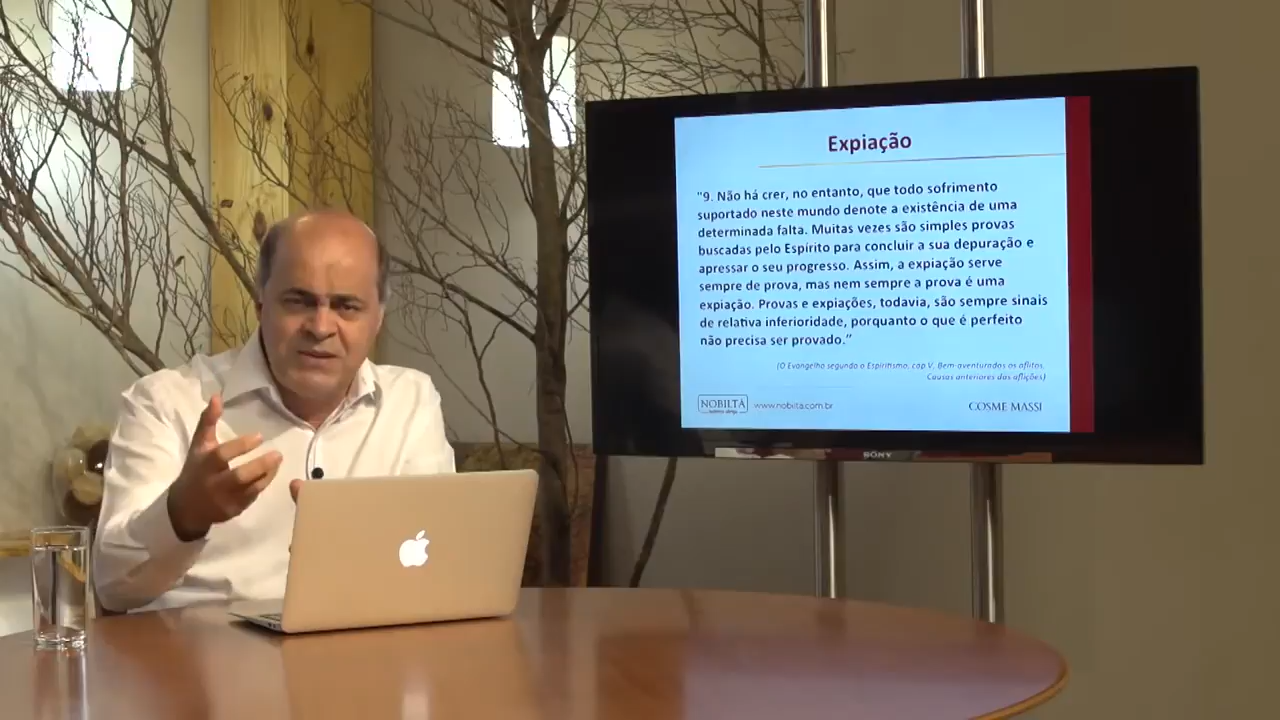 Expiação
"9. Não há crer, no entanto, que todo sofrimento
suportado neste mundo denote a existência de uma
determinada falta. Muitas vezes são simples provas
buscadas pelo Espírito para concluir a sua depuração e
apressar o seu progresso. Assim, a expiação serve
sempre de prova, mas nem sempre a prova é uma
expiação. Provas e expiações, todavia, são sempre sinais
de relativa inferioridade, porquanto o que é perfeito
não precisa ser provado."
(O Evangelho segundo o Espiritismo, cap V, Bem-aventurados os aflitos,
Causas anteriores das aflições)
NOBILTÀ
www.nobilta.com.br
COSME MASSI
SONY